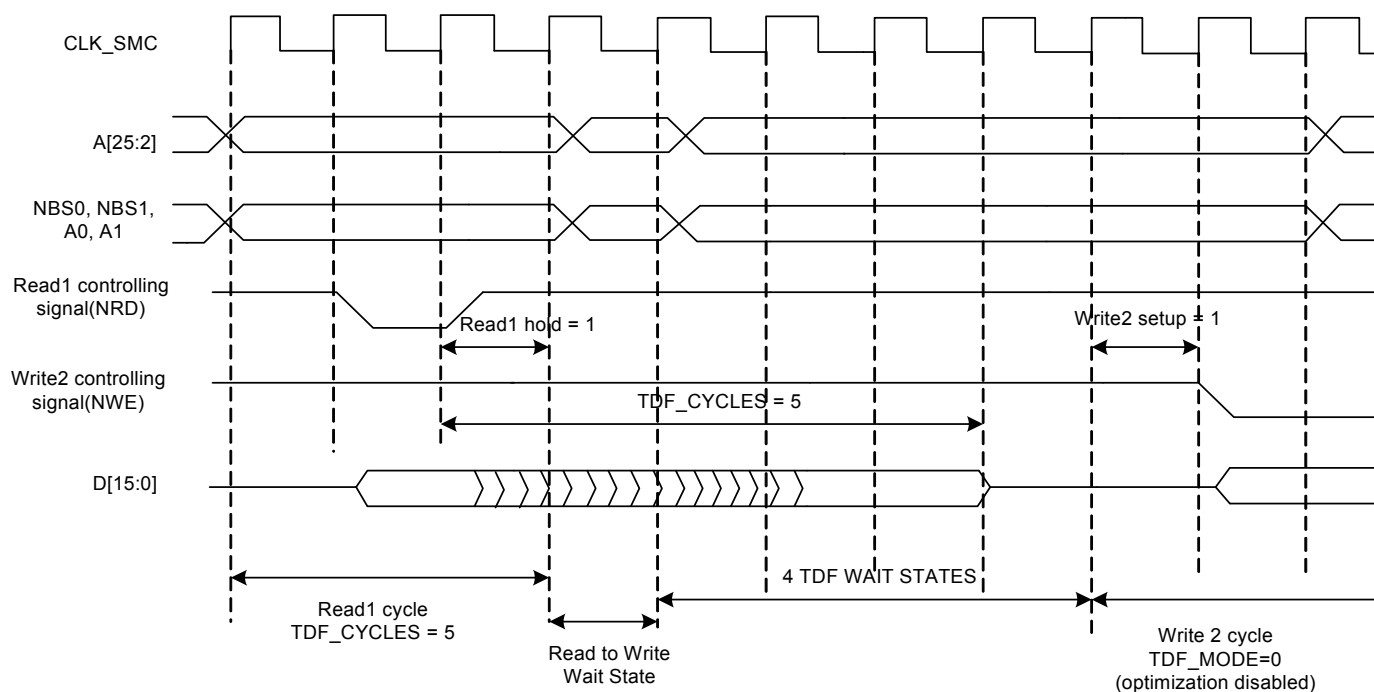 CLK_SMC
A[25:2]
NBS0, NBS1,
A0, A1
Read1 controlling
signal(NRD)
Read1 hold = 1
Write2 setup = 1
Write2 controlling
signal(NWE)
TDF_CYCLES = 5
D[15:0]
4 TDF WAIT STATES
Read1 cycle
TDF_CYCLES = 5
Read to Write
Wait State
Write 2 cycle
TDF_MODE=0
(optimization disabled)